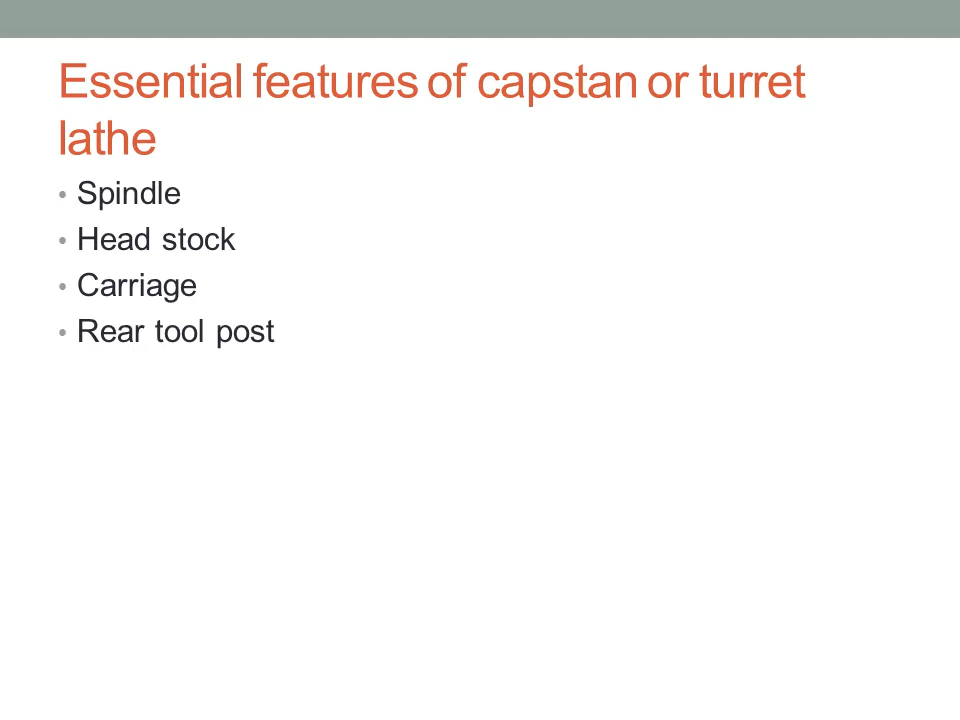 Essential features of capstan or turret
lathe
• Spindle
• Head stock
• Carriage
• Rear tool post